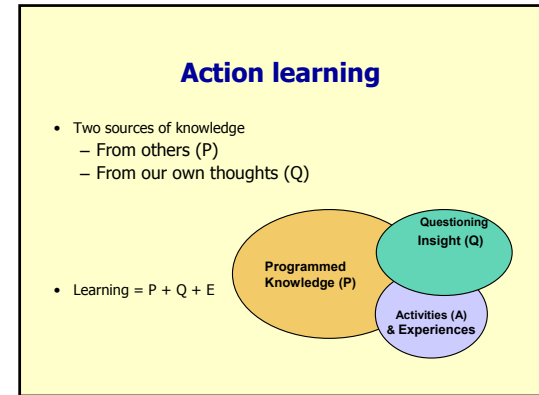 Action learning
• Two sources of knowledge
– From others (P)
– From our own thoughts (Q)
• Learning = P + Q + E
Questioning
Insight (Q)
Programmed
Knowledge (P)
Activities (A)
& Experiences